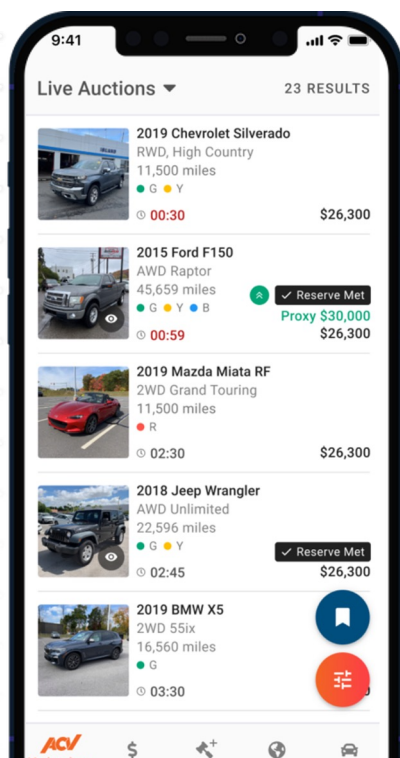 9:41
Live Auctions
23 RESULTS
2019 Chevrolet Silverado
RWD, High Country
11,500 miles
G Y
00:30
$26,300
2015 Ford F150
AWD Raptor
45,659 miles
Reserve Met
G Y B
Proxy $30,000
00:59
$26,300
2019 Mazda Miata RF
2WD Grand Touring
11,500 miles
R
02:30
$26,300
2018 Jeep Wrangler
AWD Unlimited
22,596 miles
G Y
Reserve Met
02:45
$26,300
2019 BMW X5
2WD 55ix
16,560 miles
G
03:30
ACV
$